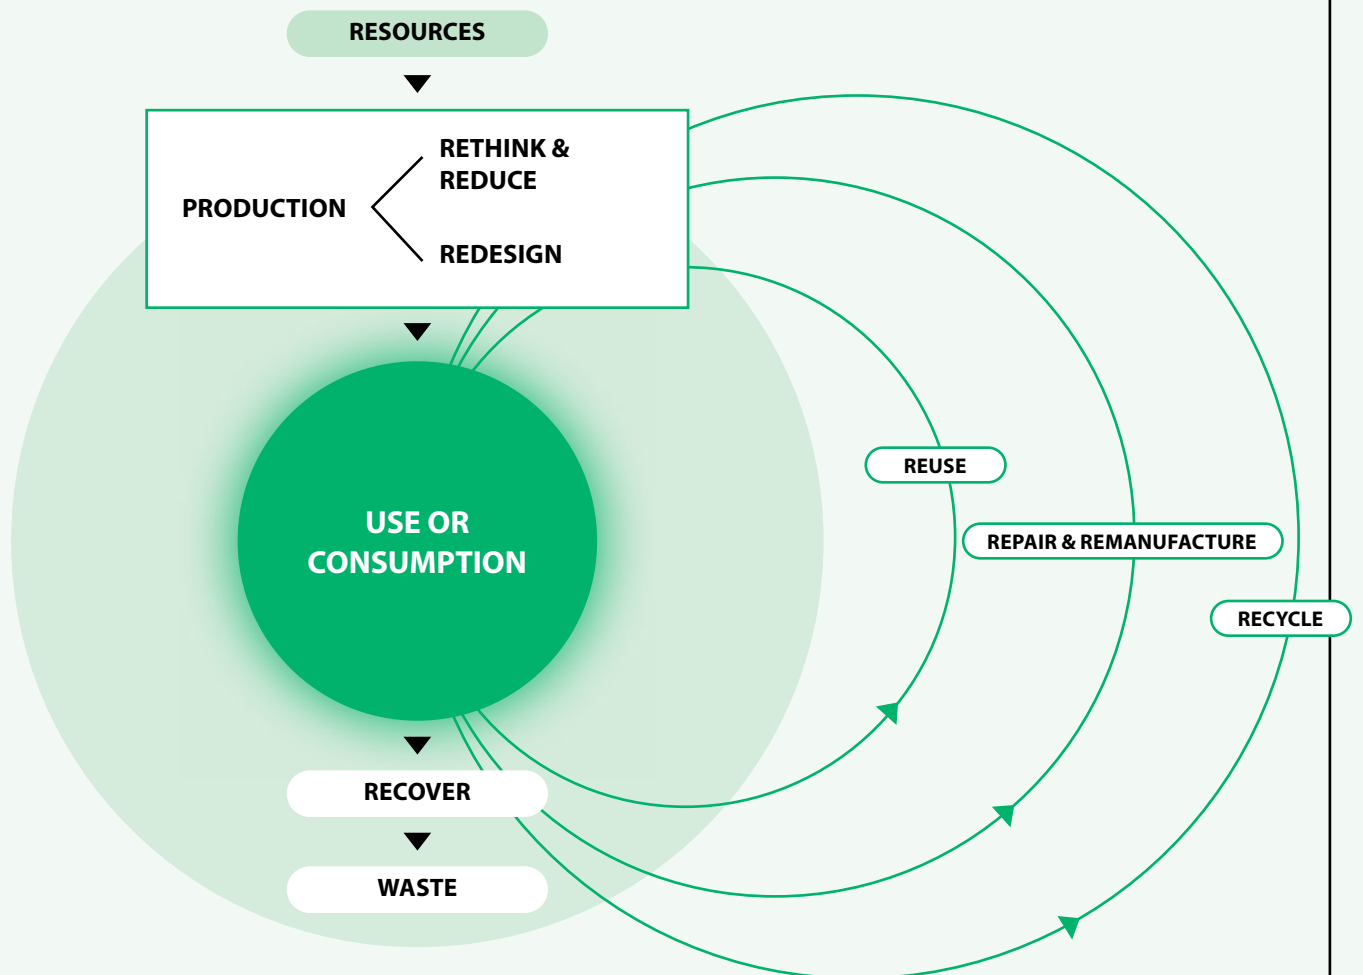 RESOURCES
RETHINK &
REDUCE
PRODUCTION
REDESIGN
REUSE
USE OR
CONSUMPTION
REPAIR & REMANUFACTURE
RECYCLE
RECOVER
WASTE